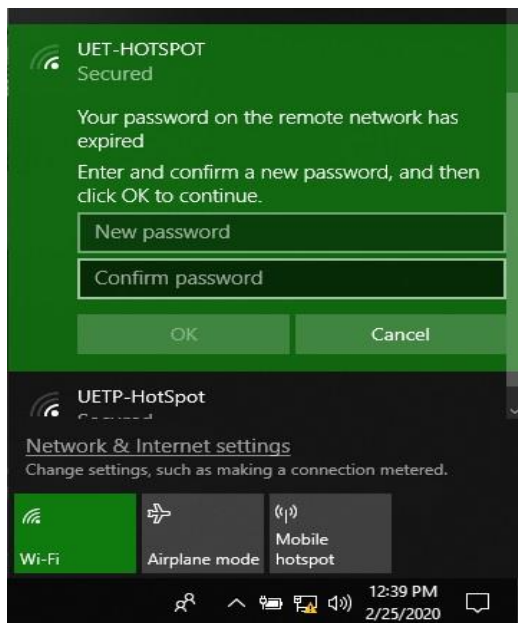 UET-HOTSPOT
Secured
Your password on the remote network has
expired
Enter and confirm a new password, and then
click OK to continue.
New password
Confirm password
OK
Cancel
UETP-HotSpot
Secured
Network & Internet settings
Change settings, such as making a connection metered.
Wi-Fi
Airplane mode
Mobile
hotspot
12:39 PM
2/25/2020